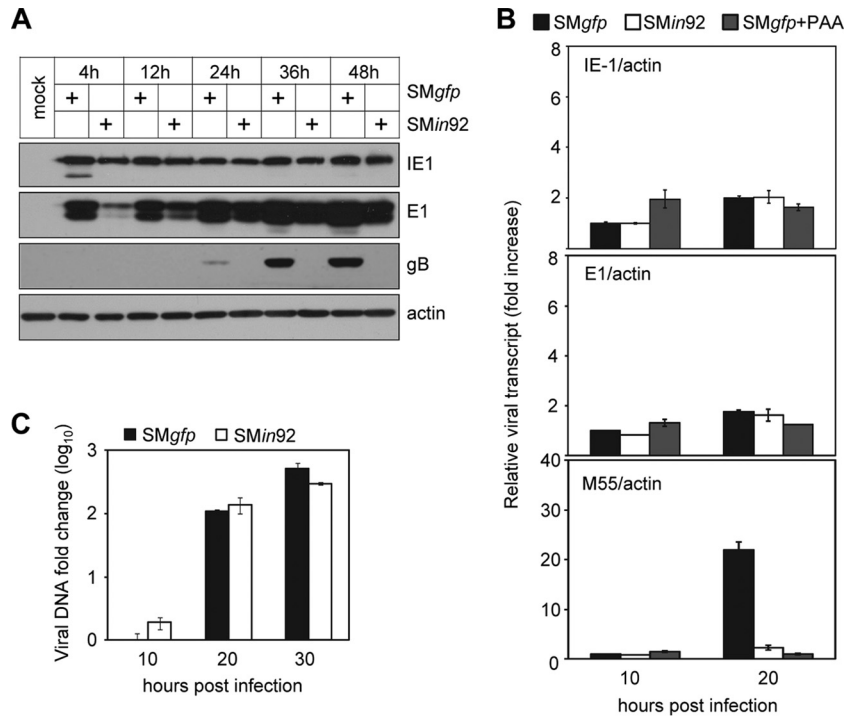 A
mock 4h 12h 24h 36h 48h
+ + + + + SMgfp
+ + + + + SMin92
IE1
E1
gB
actin
B
SMgfp SMin92 SMgfp+PAA
Relative viral transcript (fold increase)
8
IE-1/actin
6
4
2
8
E1/actin
6
4
2
40
M55/actin
30
20
10
0
10 20
hours post infection
C
SMgfp SMin92
Viral DNA fold change (log10)
3
2
1
0
10 20 30
hours post infection